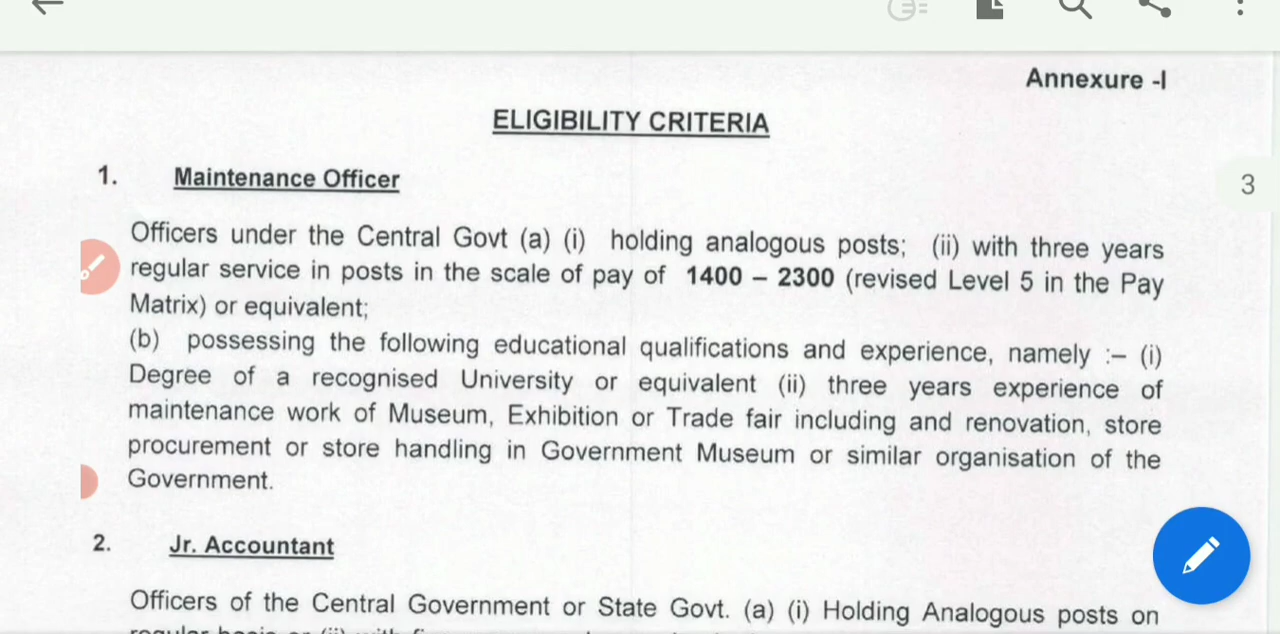 Annexure -I
ELIGIBILITY CRITERIA
3
1. Maintenance Officer
Officers under the Central Govt (a) (i) holding analogous posts; (ii) with three years
regular service in posts in the scale of pay of 1400 – 2300 (revised Level 5 in the Pay
Matrix) or equivalent;
(b) possessing the following educational qualifications and experience, namely :– (i)
Degree of a recognised University or equivalent (ii) three years experience of
maintenance work of Museum, Exhibition or Trade fair including and renovation, store
procurement or store handling in Government Museum or similar organisation of the
Government.
2. Jr. Accountant
Officers of the Central Government or State Govt. (a) (i) Holding Analogous posts on
regular basis or (ii) with